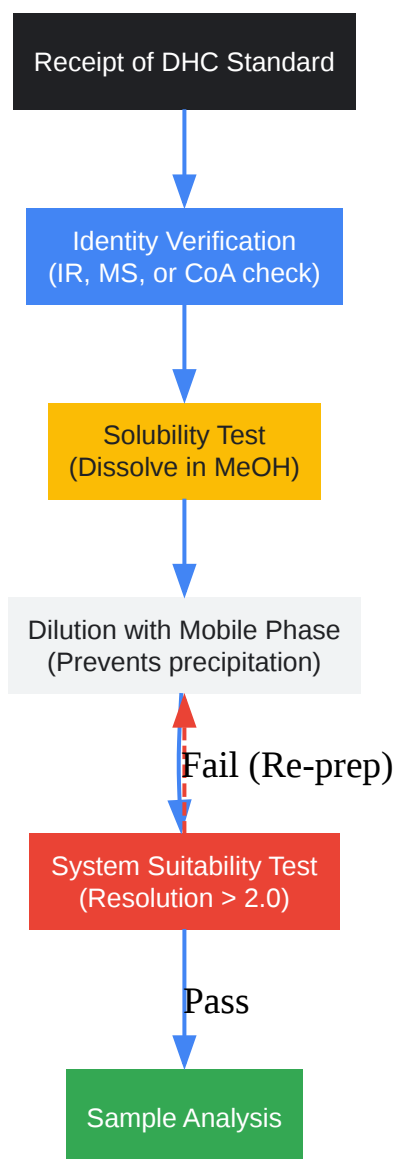 Receipt of DHC Standard
Identity Verification
(IR, MS, or CoA check)
Solubility Test
(Dissolve in MeOH)
Dilution with Mobile Phase
(Prevents precipitation)
Fail (Re-prep)
System Suitability Test
(Resolution > 2.0)
Pass
Sample Analysis